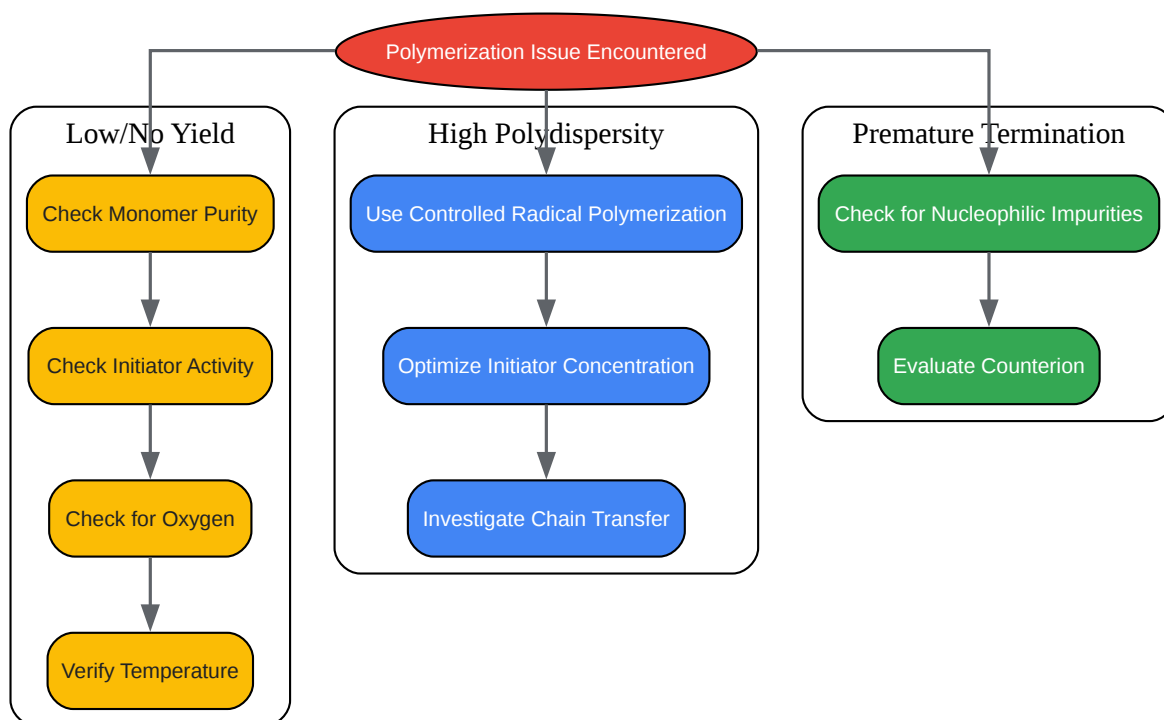 Polymerization Issue Encountered
Low/No Yield
Check Monomer Purity
Check Initiator Activity
Check for Oxygen
Verify Temperature
High Polydispersity
Use Controlled Radical Polymerization
Optimize Initiator Concentration
Investigate Chain Transfer
Premature Termination
Check for Nucleophilic Impurities
Evaluate Counterion